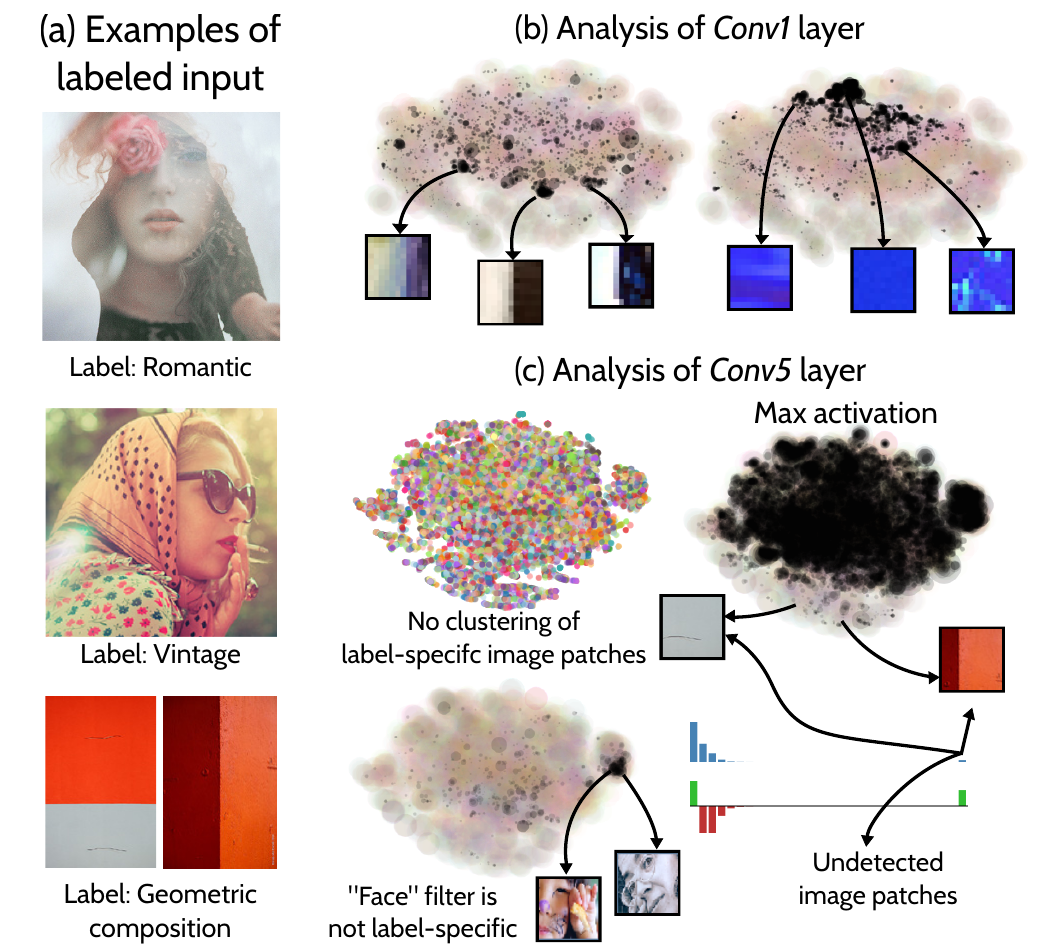 (a) Examples of
labeled input
Label: Romantic
Label: Vintage
Label: Geometric
composition
(b) Analysis of Conv1 layer
(c) Analysis of Conv5 layer
Max activation
No clustering of
label-specifc image patches
"Face" filter is
not label-specific
Undetected
image patches